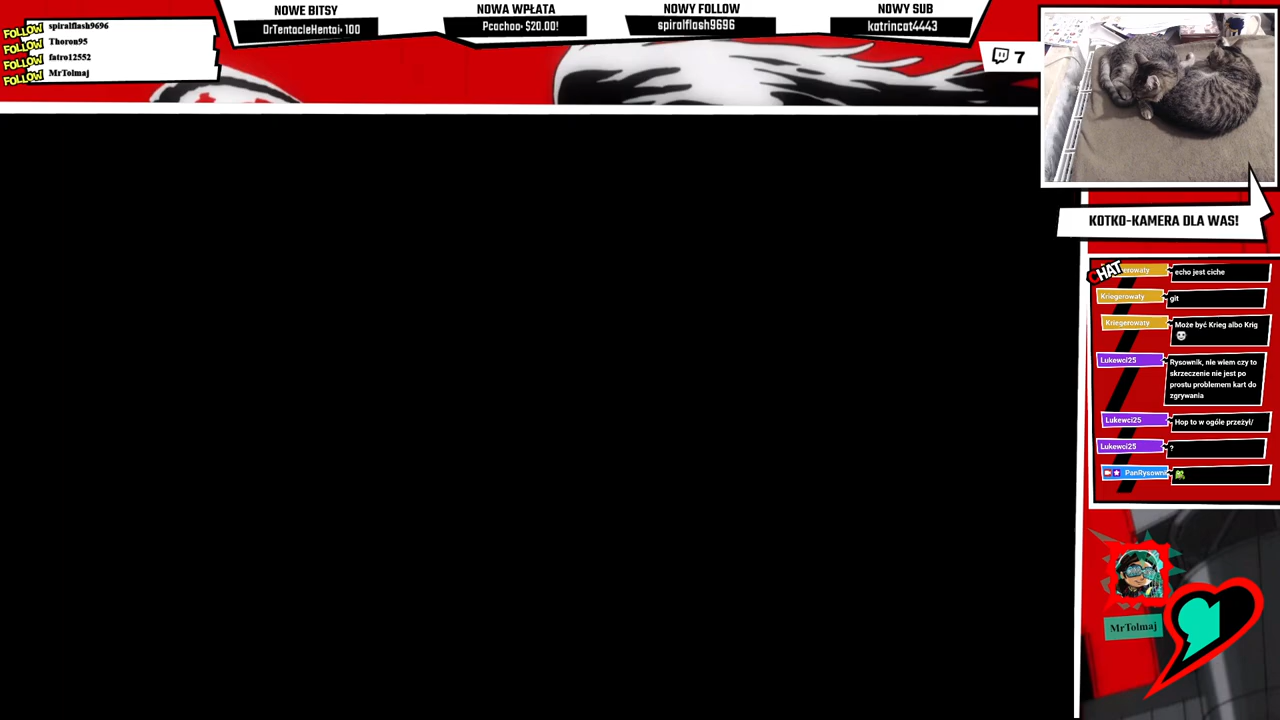 FOLLOW spiralflash9696
FOLLOW Thoron95
FOLLOW fatro12552
FOLLOW MrTolmaj
NOWE BITSY
DrTentacleHentai: 100
NOWA WPŁATA
Pcachoo: $20.00!
NOWY FOLLOW
spiralflash9696
NOWY SUB
katrincat4443
7
KOTKO-KAMERA DLA WAS!
CHAT
echo jest ciche
Kriegerowaty
git
Kriegerowaty
Może być Krieg albo Krig
Lukewci25
Rysownik, nie wiem czy to
skrzeczenie nie jest po
prostu problemem kart do
zgrywania
Lukewci25
Hop to w ogóle przeżył/
Lukewci25
?
PanRysowni
MrTolmaj